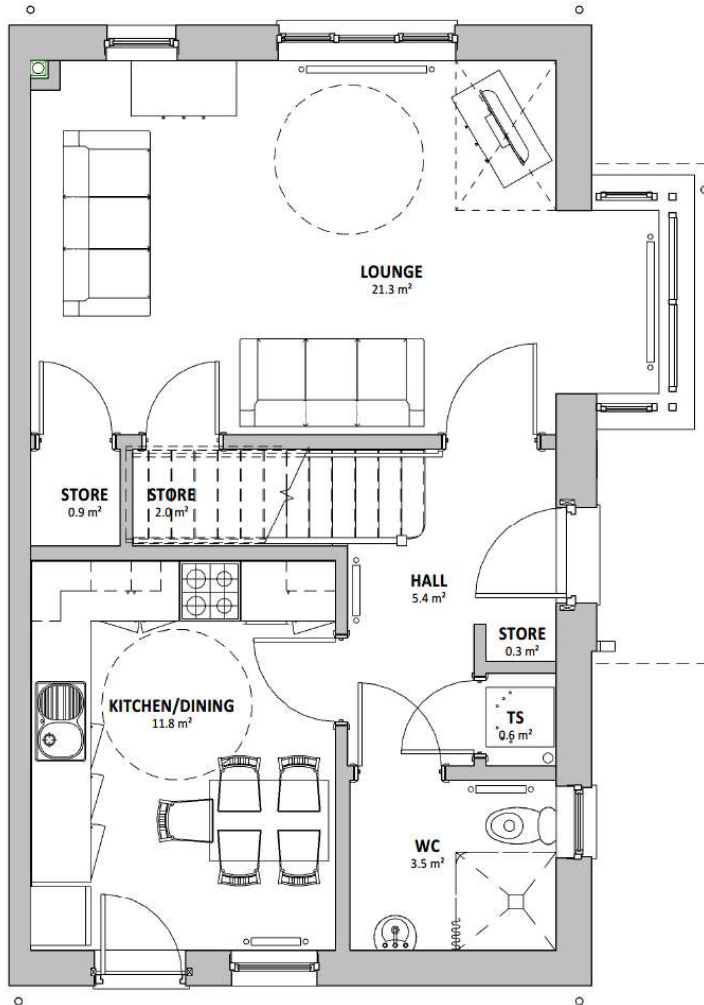 LOUNGE
21.3 m²
STORE
0.9 m²
STORE
2.0 m²
HALL
5.4 m²
STORE
0.3 m²
KITCHEN/DINING
11.8 m²
TS
0.6 m²
WC
3.5 m²